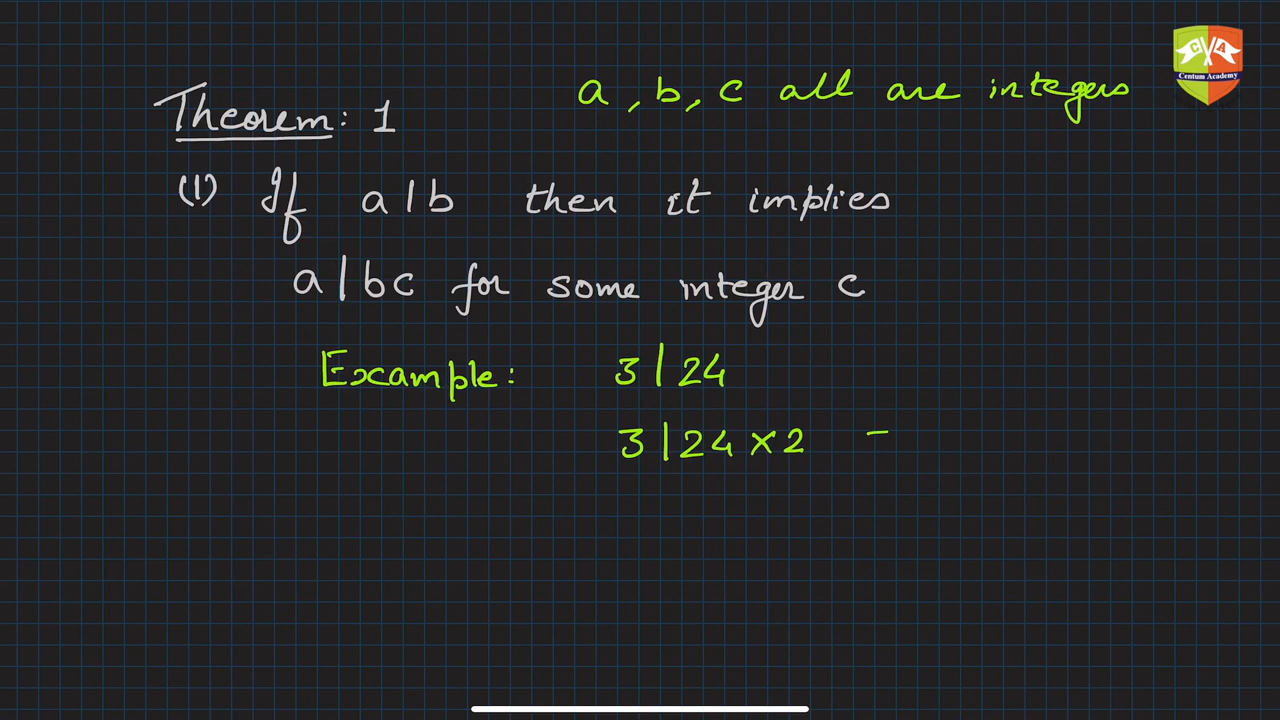 a, b, c all are integers
C A
Centum Academy
Theorem: 1
(1) If a|b then it implies
a|bc for some integer c
Example: 3|24
3|24×2 –